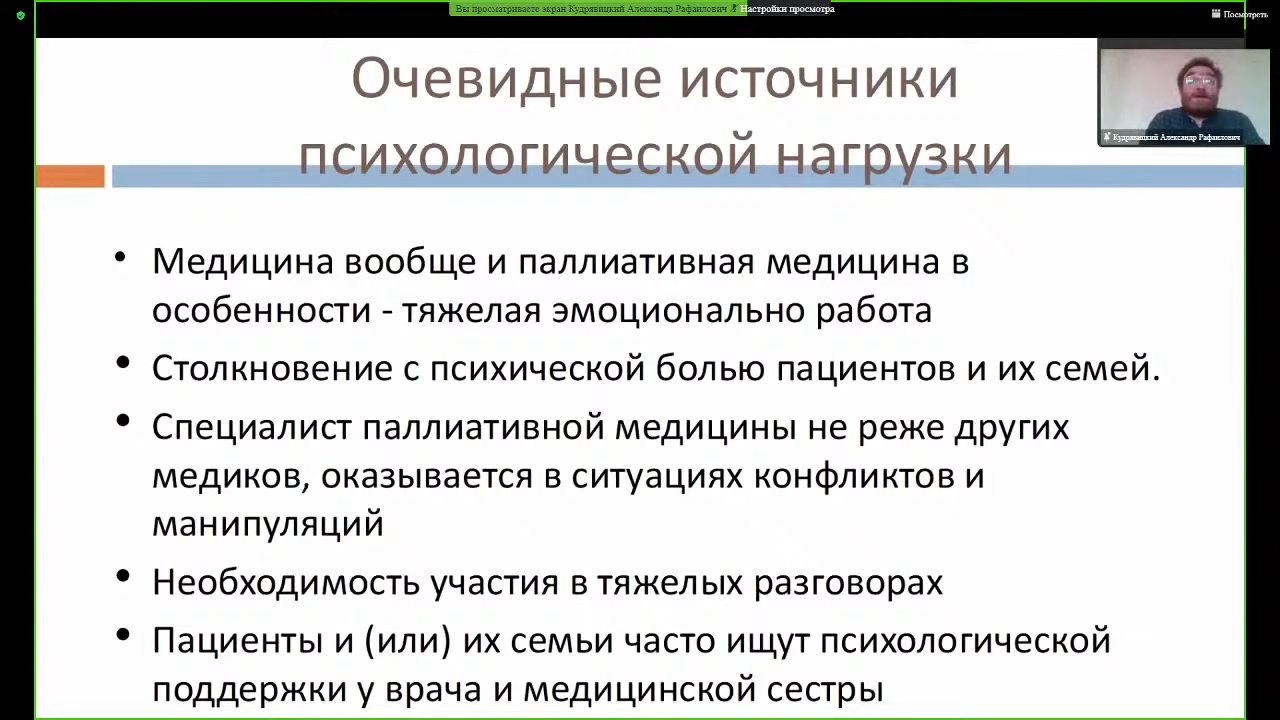 Вы просматриваете экран Кудрявицкий Александр Рафаилович
Настройки просмотра
Посмотреть
Очевидные источники
психологической нагрузки
Кудрявицкий Александр Рафаилович
• Медицина вообще и паллиативная медицина в
особенности - тяжелая эмоционально работа
• Столкновение с психической болью пациентов и их семей.
• Специалист паллиативной медицины не реже других
медиков, оказывается в ситуациях конфликтов и
манипуляций
• Необходимость участия в тяжелых разговорах
• Пациенты и (или) их семьи часто ищут психологической
поддержки у врача и медицинской сестры